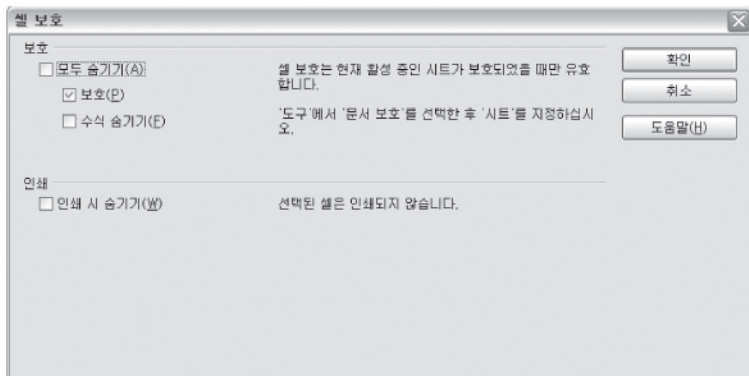 셀 보호
보호
모두 숨기기(A)
보호(P)
수식 숨기기(F)
셀 보호는 현재 활성 중인 시트가 보호되었을 때만 유효
합니다.
'도구'에서 '문서 보호'를 선택한 후 '시트'를 지정하십시
오.
확인
취소
도움말(H)
인쇄
인쇄 시 숨기기(W)
선택된 셀은 인쇄되지 않습니다.